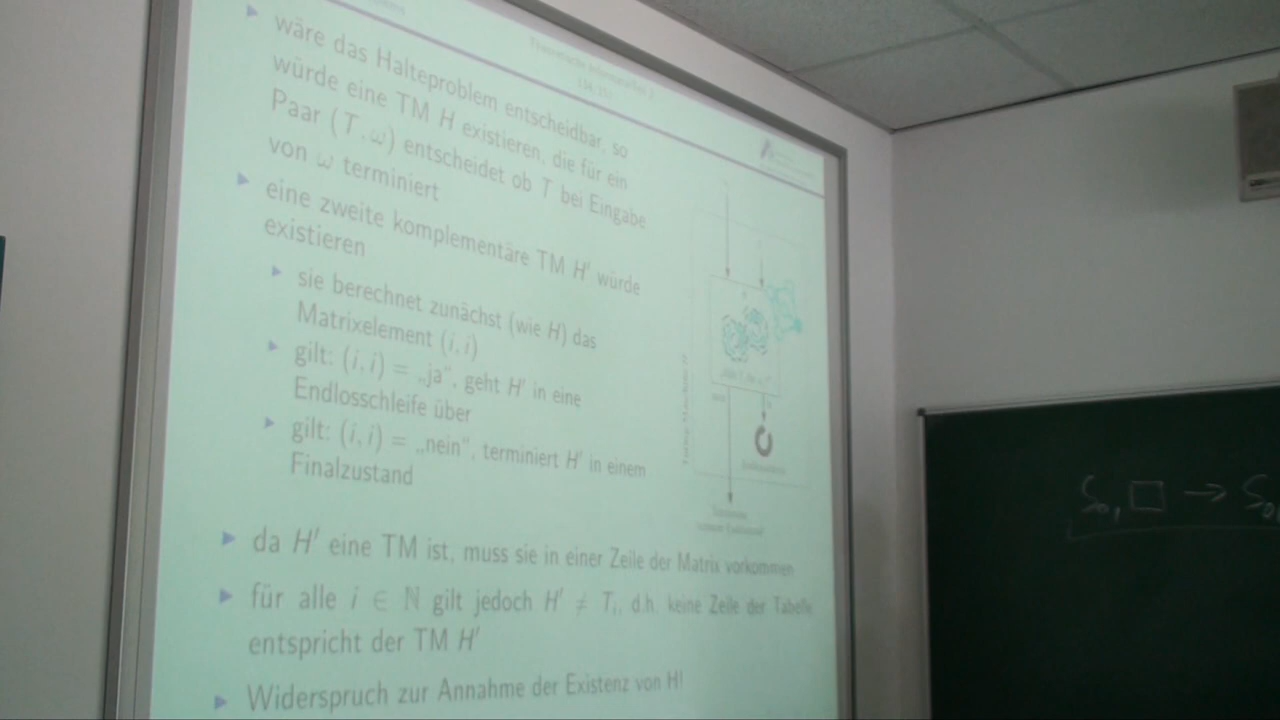 wäre das Halteproblem entscheidbar, so
würde eine TM H existieren, die für ein
Paar (T, ω) entscheidet ob T bei Eingabe
von ω terminiert
eine zweite komplementäre TM H' würde
existieren
sie berechnet zunächst (wie H) das
Matrixelement (i, i)
gilt: (i, i) = „ja“, geht H' in eine
Endlosschleife über
gilt: (i, i) = „nein“, terminiert H' in einem
Finalzustand
da H' eine TM ist, muss sie in einer Zeile der Matrix vorkommen
für alle i ∈ ℕ gilt jedoch H' ≠ Tᵢ, d.h. keine Zeile der Tabelle
entspricht der TM H'
Widerspruch zur Annahme der Existenz von H!
S₀, □ → S₀,